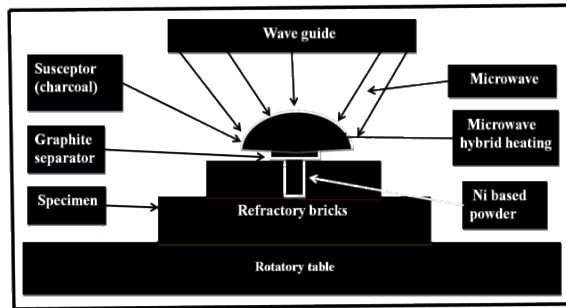 Wave guide
Susceptor
(charcoal)
Microwave
Graphite
separator
Microwave
hybrid heating
Specimen
Ni based
powder
Refractory bricks
Rotatory table